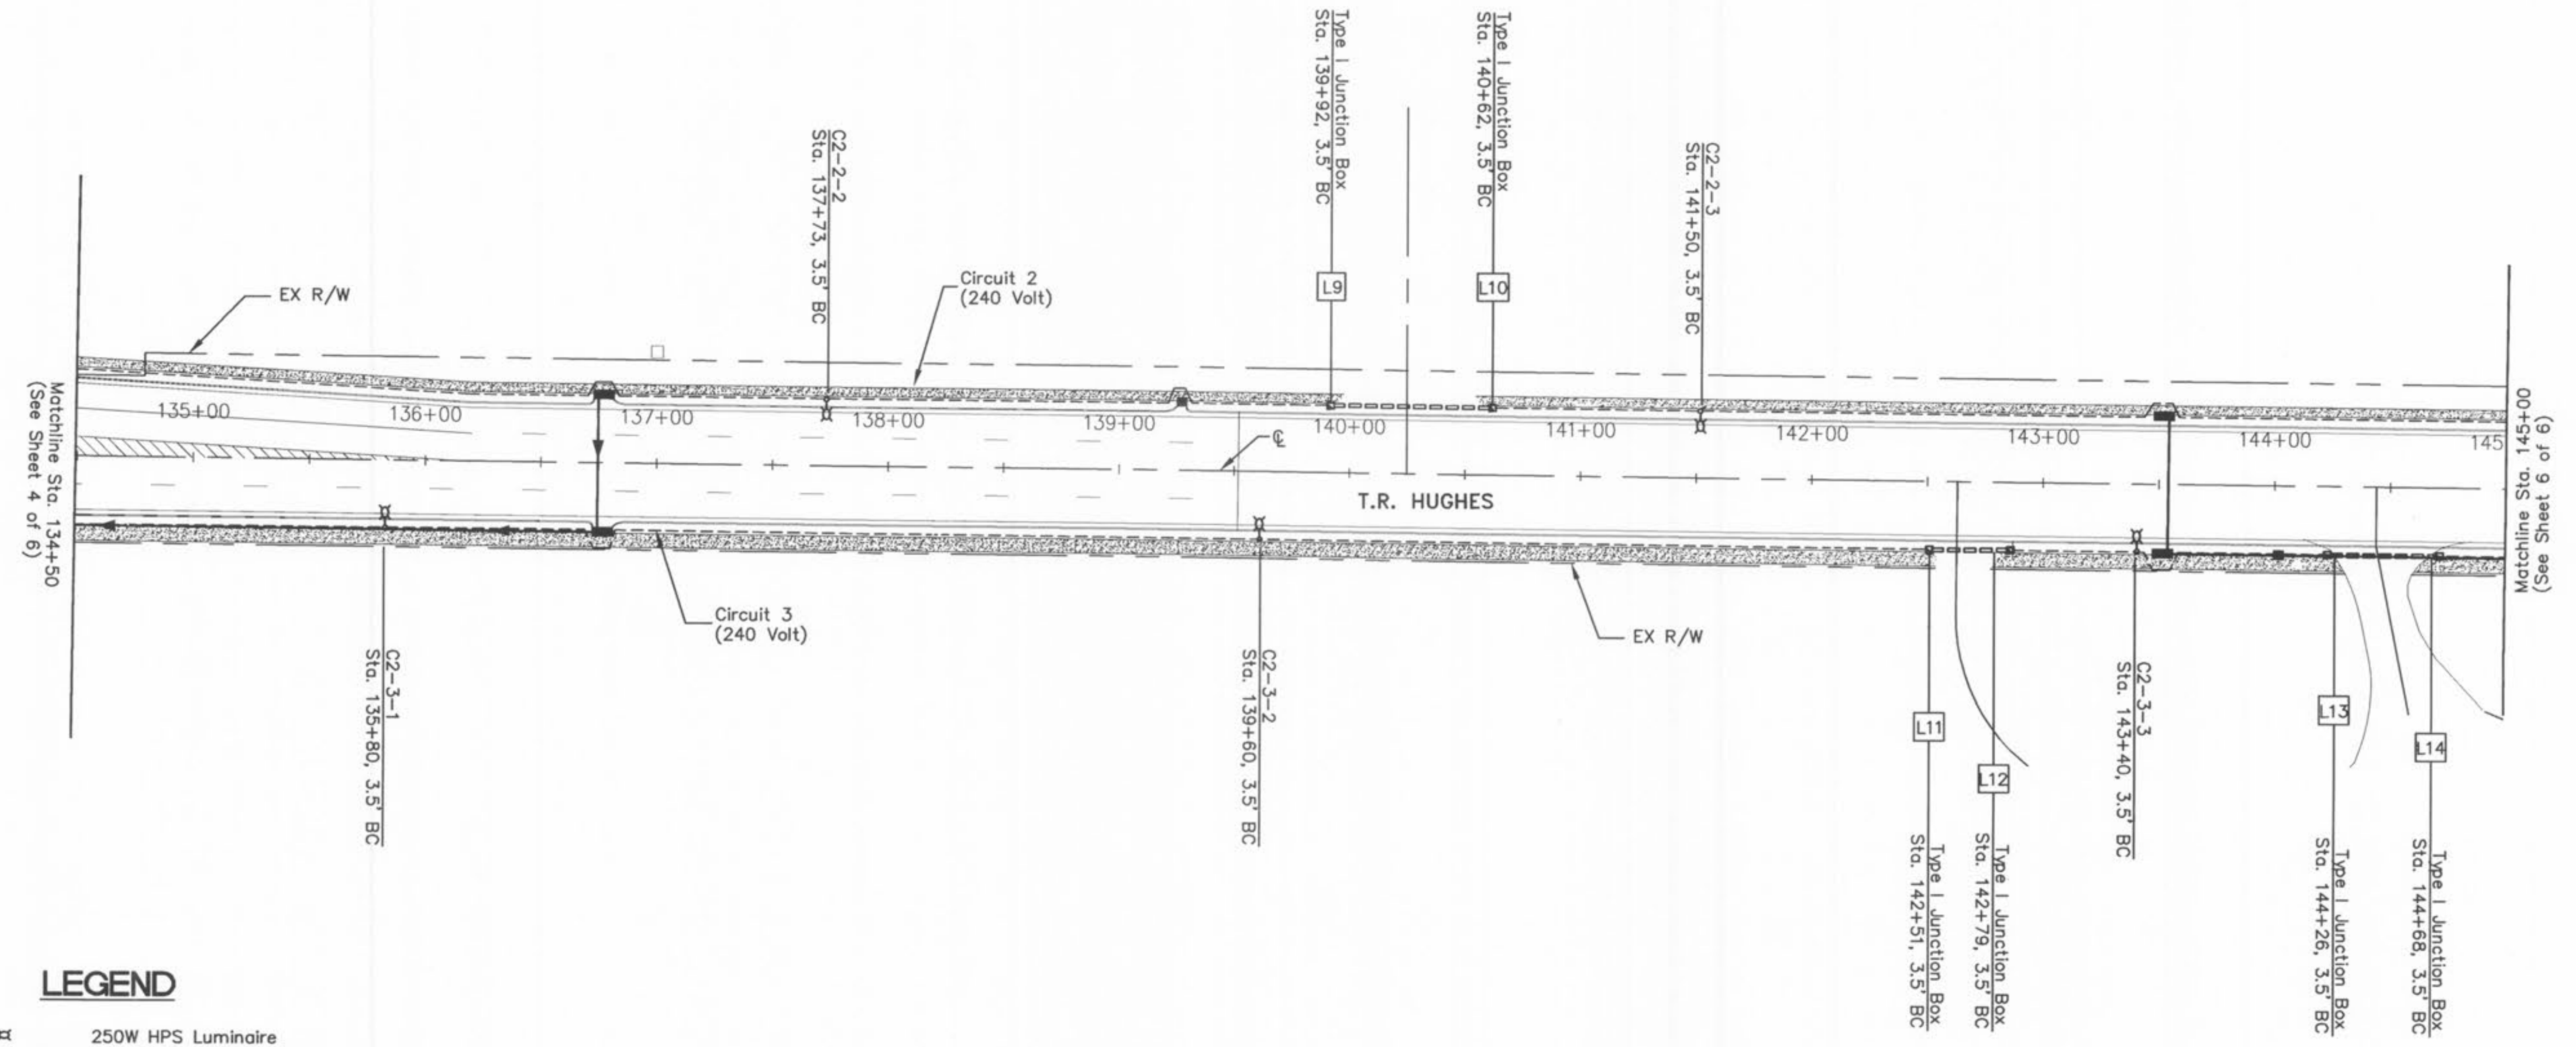 Type I Junction Box
Sta. 139+92, 3.5' BC
Type I Junction Box
Sta. 140+62, 3.5' BC
C2-2-2
Sta. 137+73, 3.5' BC
C2-2-3
Sta. 141+50, 3.5' BC
Circuit 2
(240 Volt)
EX R/W
L9
L10
Matchline Sta. 134+50
(See Sheet 4 of 6)
135+00
136+00
137+00
138+00
139+00
140+00
141+00
142+00
143+00
144+00
145
Matchline Sta. 145+00
(See Sheet 6 of 6)
℄
T.R. HUGHES
Circuit 3
(240 Volt)
EX R/W
C2-3-1
Sta. 135+80, 3.5' BC
C2-3-2
Sta. 139+60, 3.5' BC
C2-3-3
Sta. 143+40, 3.5' BC
L11
L12
L13
L14
Type I Junction Box
Sta. 142+51, 3.5' BC
Type I Junction Box
Sta. 142+79, 3.5' BC
Type I Junction Box
Sta. 144+26, 3.5' BC
Type I Junction Box
Sta. 144+68, 3.5' BC
LEGEND
250W HPS Luminaire